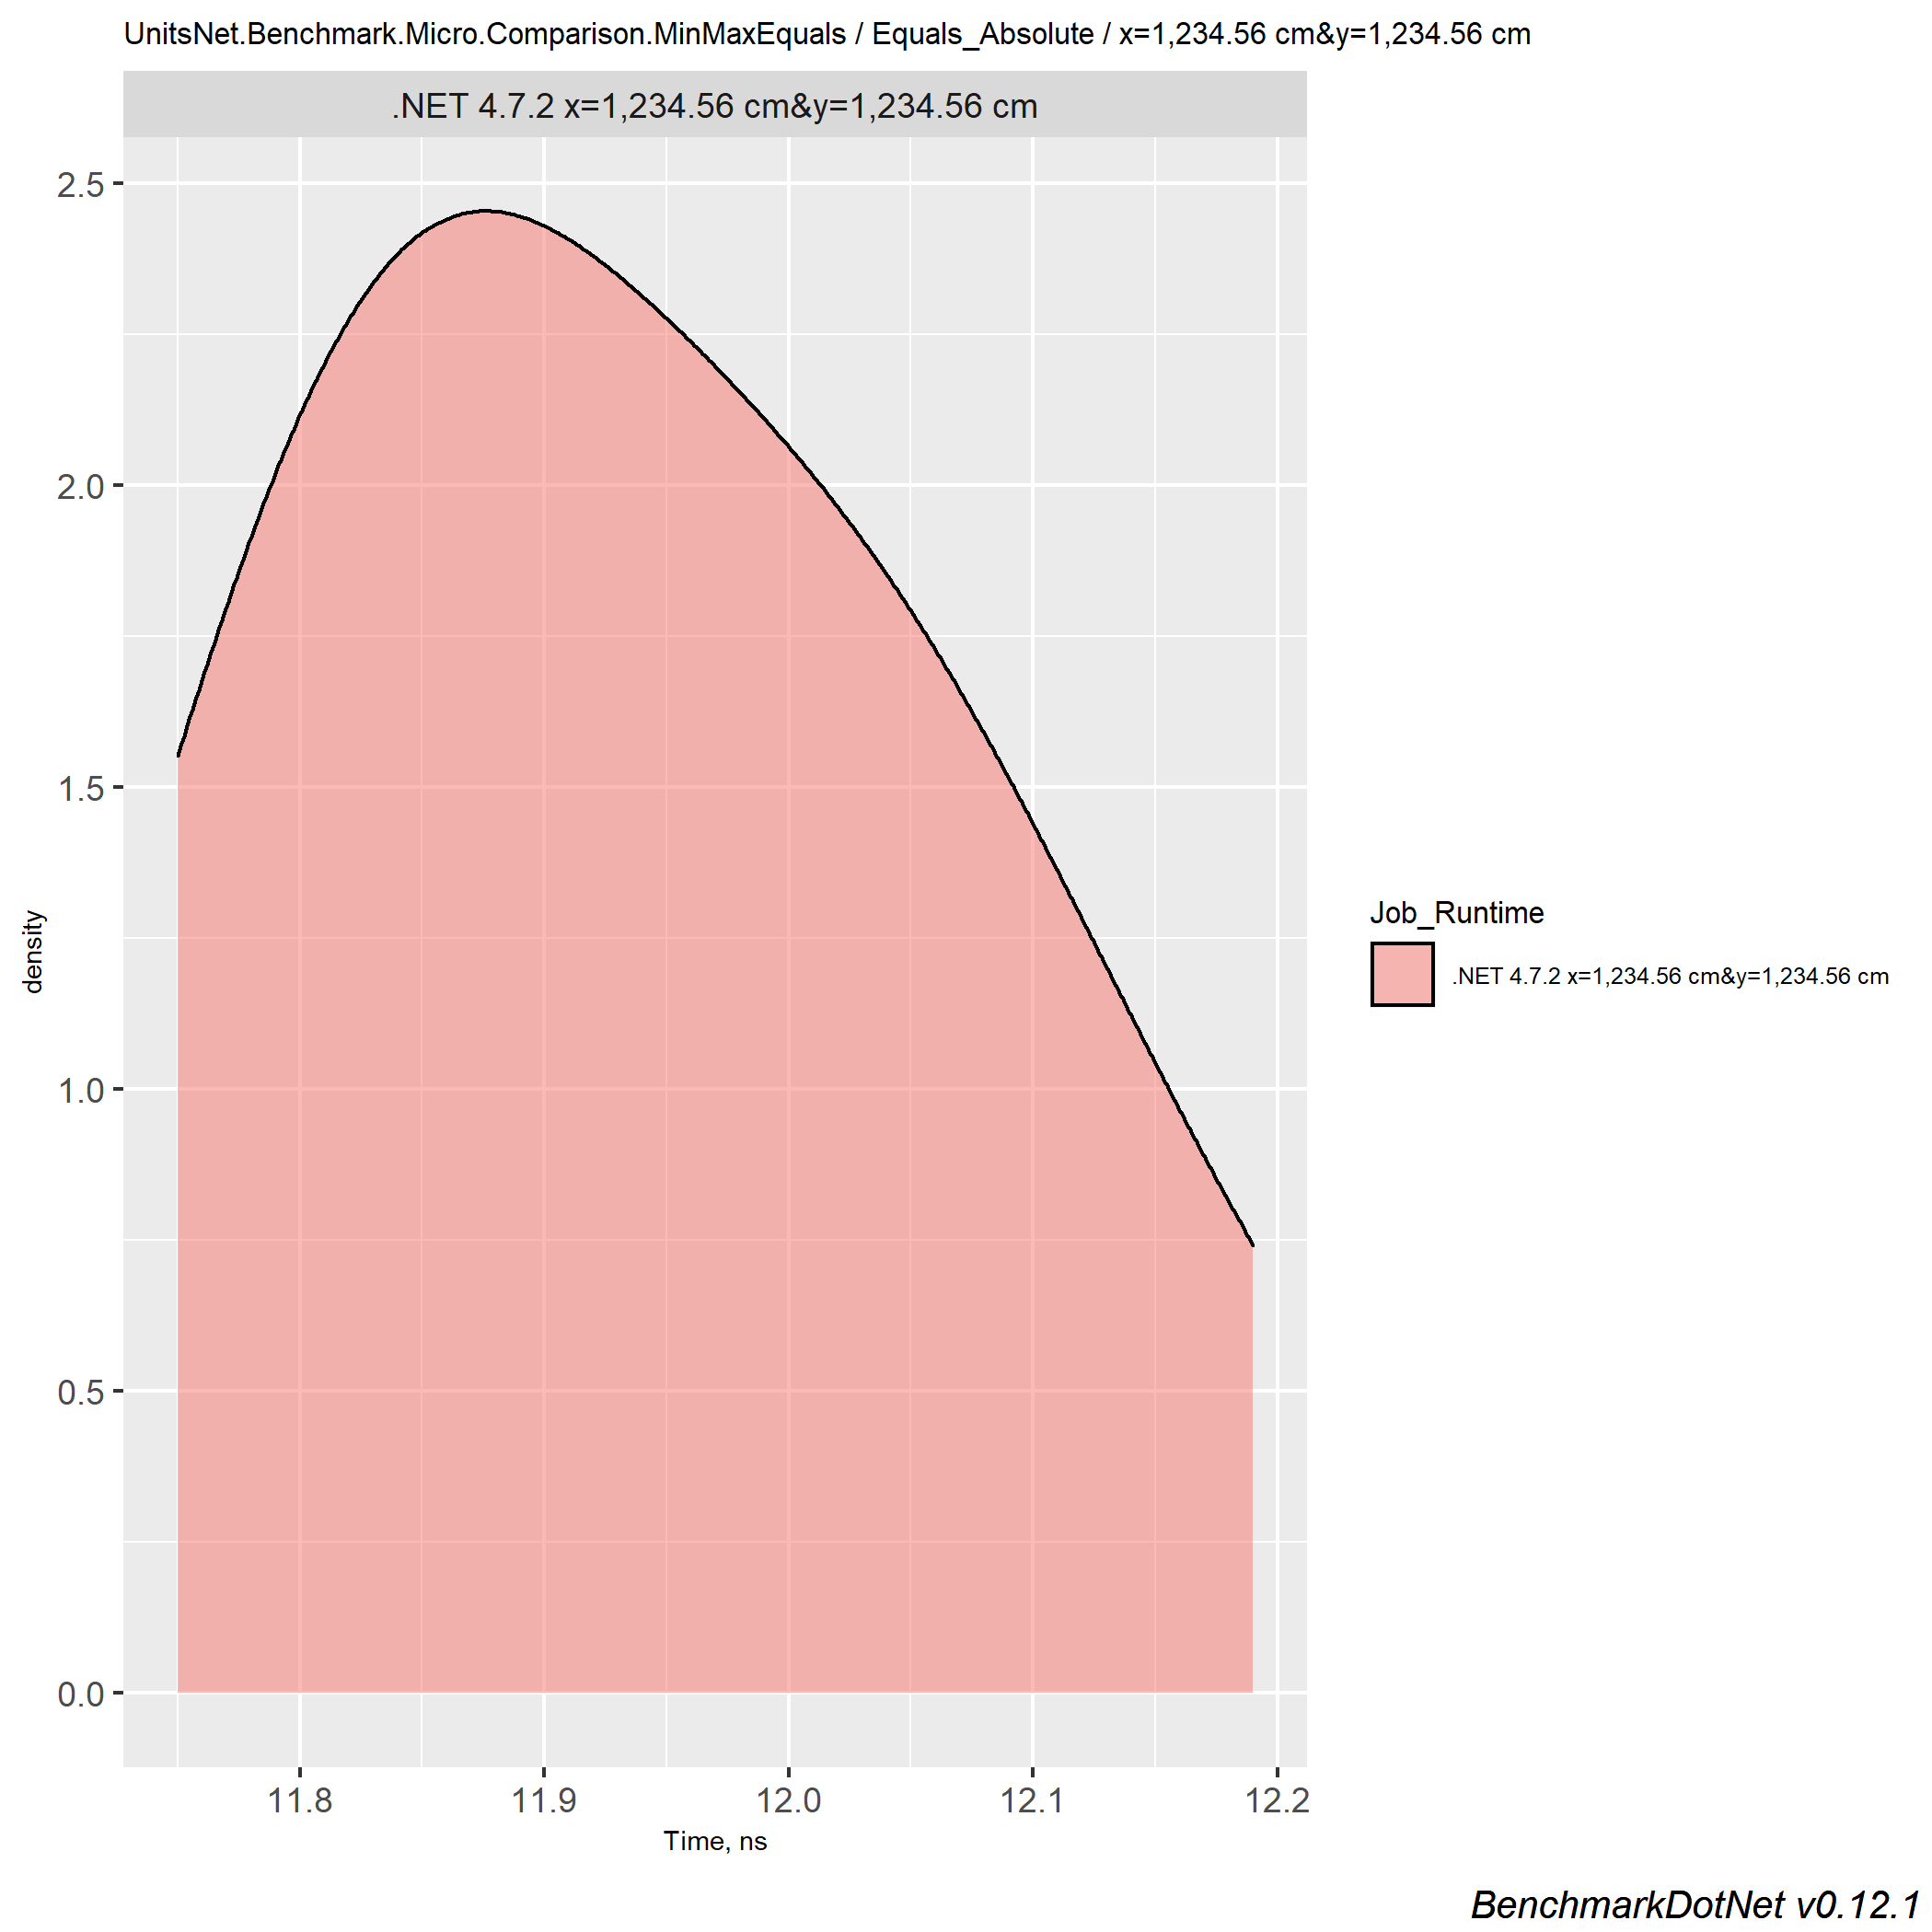 UnitsNet.Benchmark.Micro.Comparison.MinMaxEquals / Equals_Absolute / x=1,234.56 cm&y=1,234.56 cm
.NET 4.7.2 x=1,234.56 cm&y=1,234.56 cm
2.5
2.0
1.5
1.0
0.5
0.0
density
11.8 11.9 12.0 12.1 12.2
Time, ns
Job_Runtime
.NET 4.7.2 x=1,234.56 cm&y=1,234.56 cm
BenchmarkDotNet v0.12.1